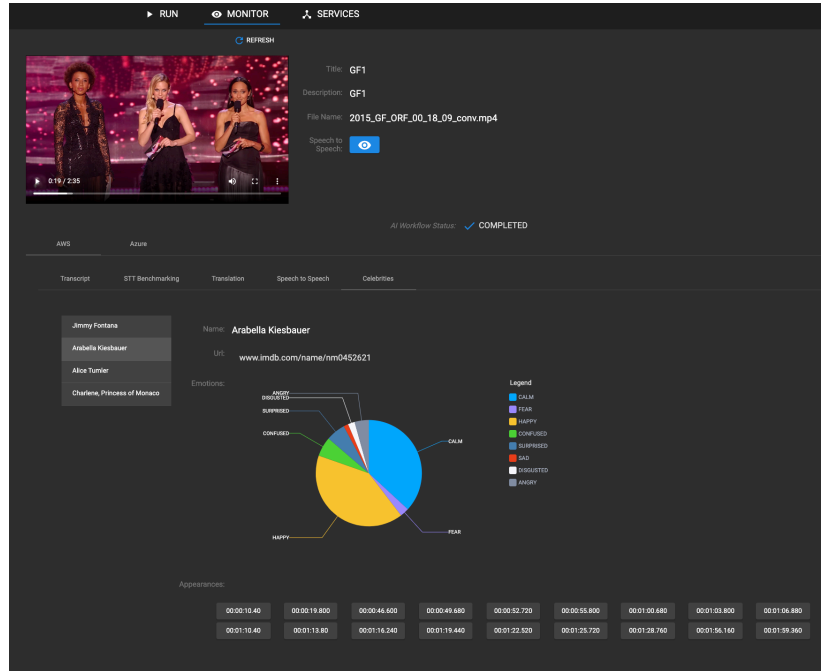 RUN MONITOR SERVICES
REFRESH
Title: GF1
Description: GF1
File Name: 2015_GF_ORF_00_18_09_conv.mp4
Speech to
Speech:
0:19 / 2:35
AI Workflow Status: COMPLETED
AWS Azure
Transcript STT Benchmarking Translation Speech to Speech Celebrities
Jimmy Fontana
Arabella Kiesbauer
Alice Tumler
Charlene, Princess of Monaco
Name: Arabella Kiesbauer
Url: www.imdb.com/name/nm0452621
Emotions:
ANGRY
DISGUSTED
SURPRISED
CONFUSED
CALM
FEAR
HAPPY
Legend
CALM
FEAR
HAPPY
CONFUSED
SURPRISED
SAD
DISGUSTED
ANGRY
Appearances:
00:00:10.40 00:00:19.800 00:00:46.600 00:00:49.680 00:00:52.720 00:00:55.800 00:01:00.680 00:01:03.800 00:01:06.880
00:01:10.40 00:01:13.80 00:01:16.240 00:01:19.440 00:01:22.520 00:01:25.720 00:01:28.760 00:01:56.160 00:01:59.360